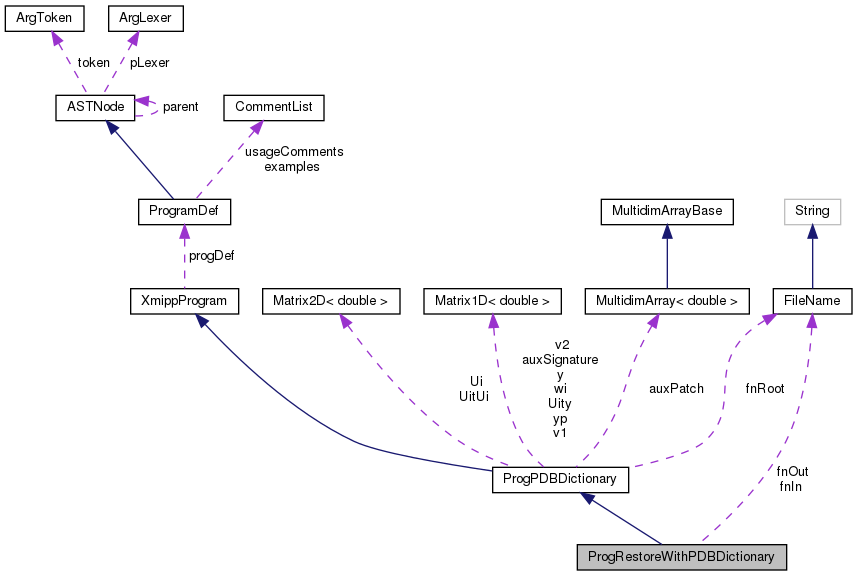 ArgToken
ArgLexer
token
pLexer
ASTNode
parent
CommentList
usageComments
examples
ProgramDef
MultidimArrayBase
String
progDef
XmippProgram
Matrix2D< double >
Matrix1D< double >
MultidimArray< double >
FileName
Ui
UitUi
v2
auxSignature
y
wi
Uity
yp
v1
auxPatch
fnRoot
ProgPDBDictionary
fnOut
fnIn
ProgRestoreWithPDBDictionary